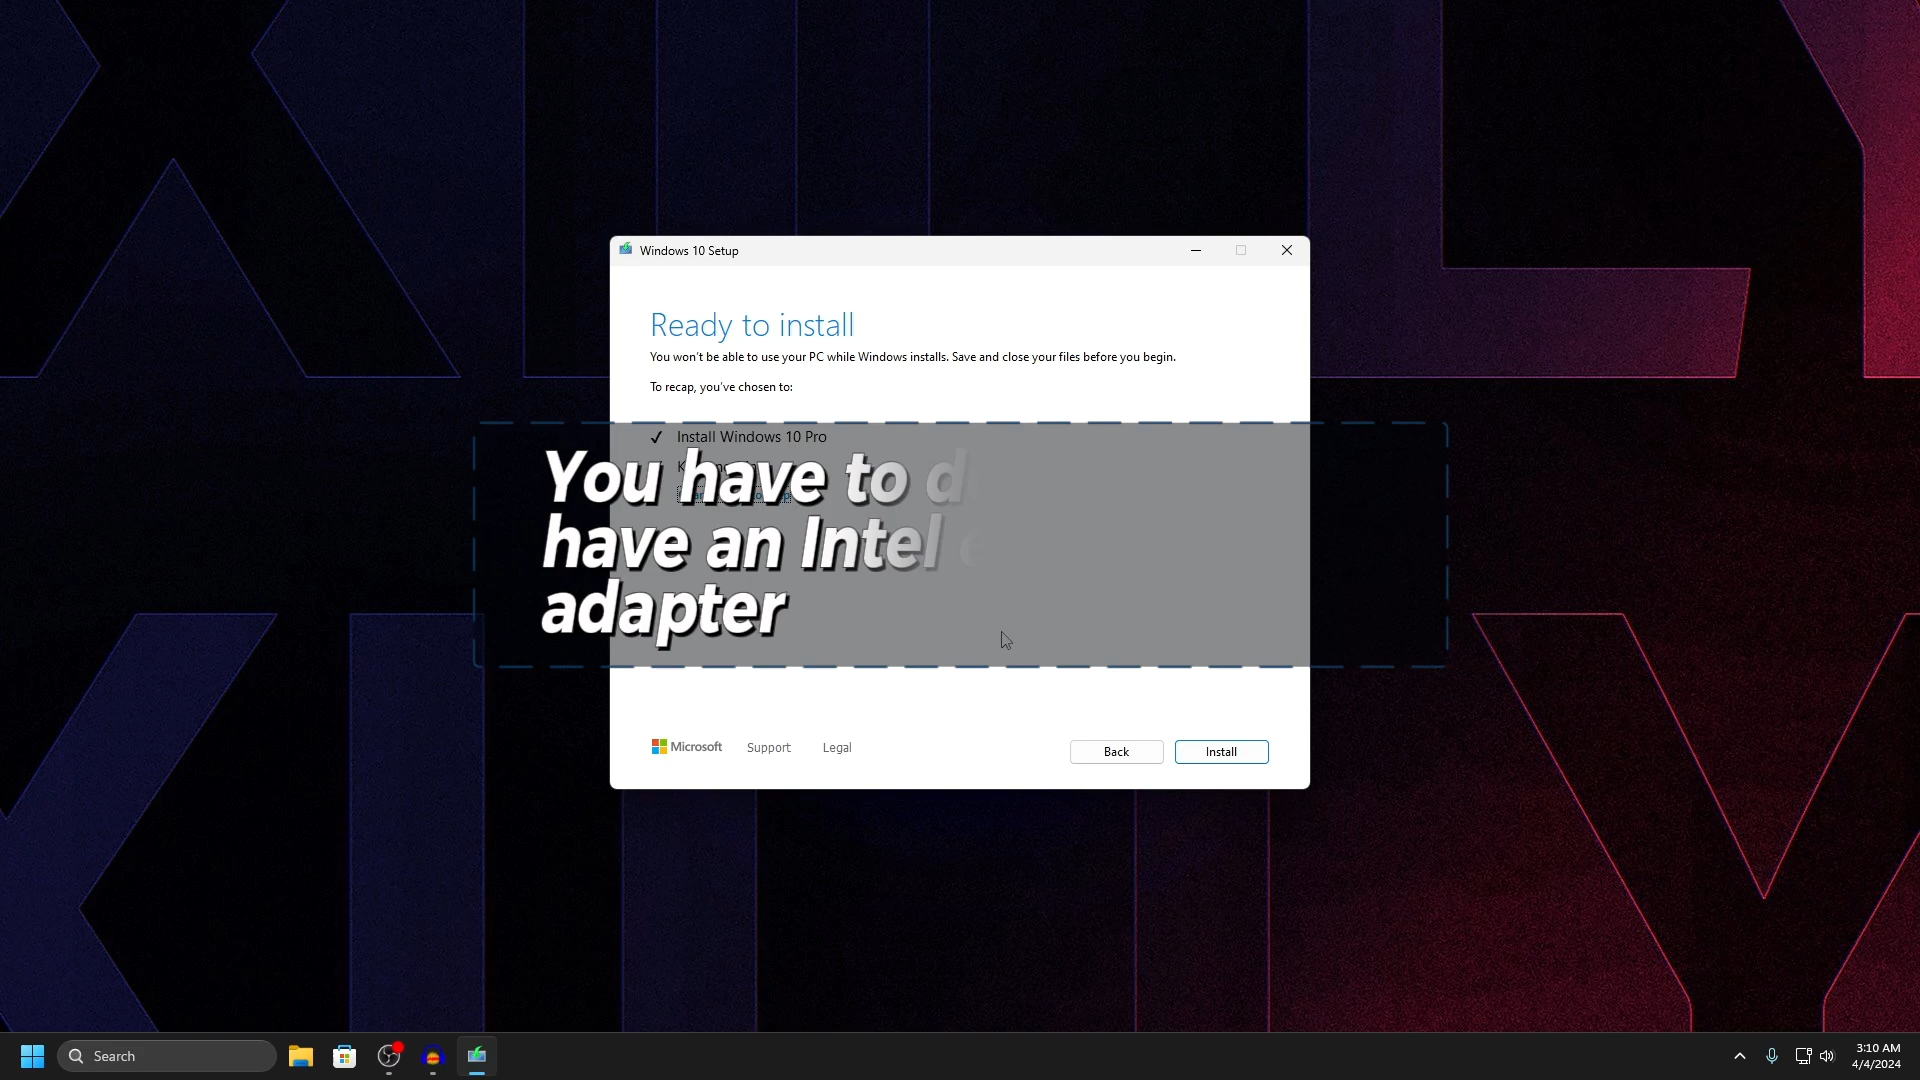 Windows 10 Setup
Ready to install
You won't be able to use your PC while Windows installs. Save and close your files before you begin.
To recap, you've chosen to:
✓ Install Windows 10 Pro
You have to
have an Intel
adapter
Microsoft Support Legal
Back Install
Search
3:10 AM
4/4/2024